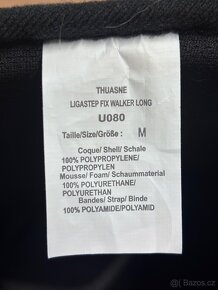 THUASNE
LIGASTEP FIX WALKER LONG
U080
Taille/Size/Größe : M
Coque/ Shell/ Schale
100% POLYPROPYLENE/
POLYPROPYLEN
Mousse/ Foam/ Schaummaterial
100% POLYURETHANE/
POLYURETHAN
Bandes/ Strap/ Binde
100% POLYAMIDE/POLYAMID
Bazoš.cz